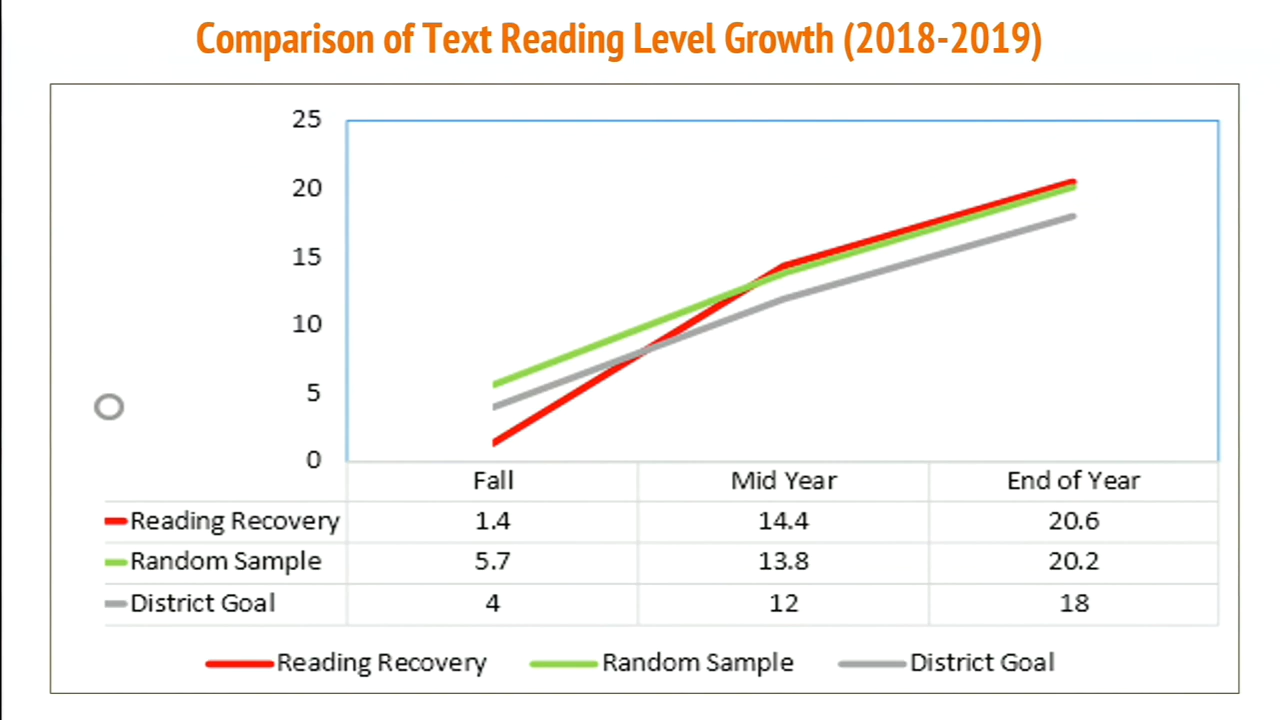 Comparison of Text Reading Level Growth (2018-2019)
25
20
15
10
5
0
Fall Mid Year End of Year
Reading Recovery 1.4 14.4 20.6
Random Sample 5.7 13.8 20.2
District Goal 4 12 18
Reading Recovery Random Sample District Goal